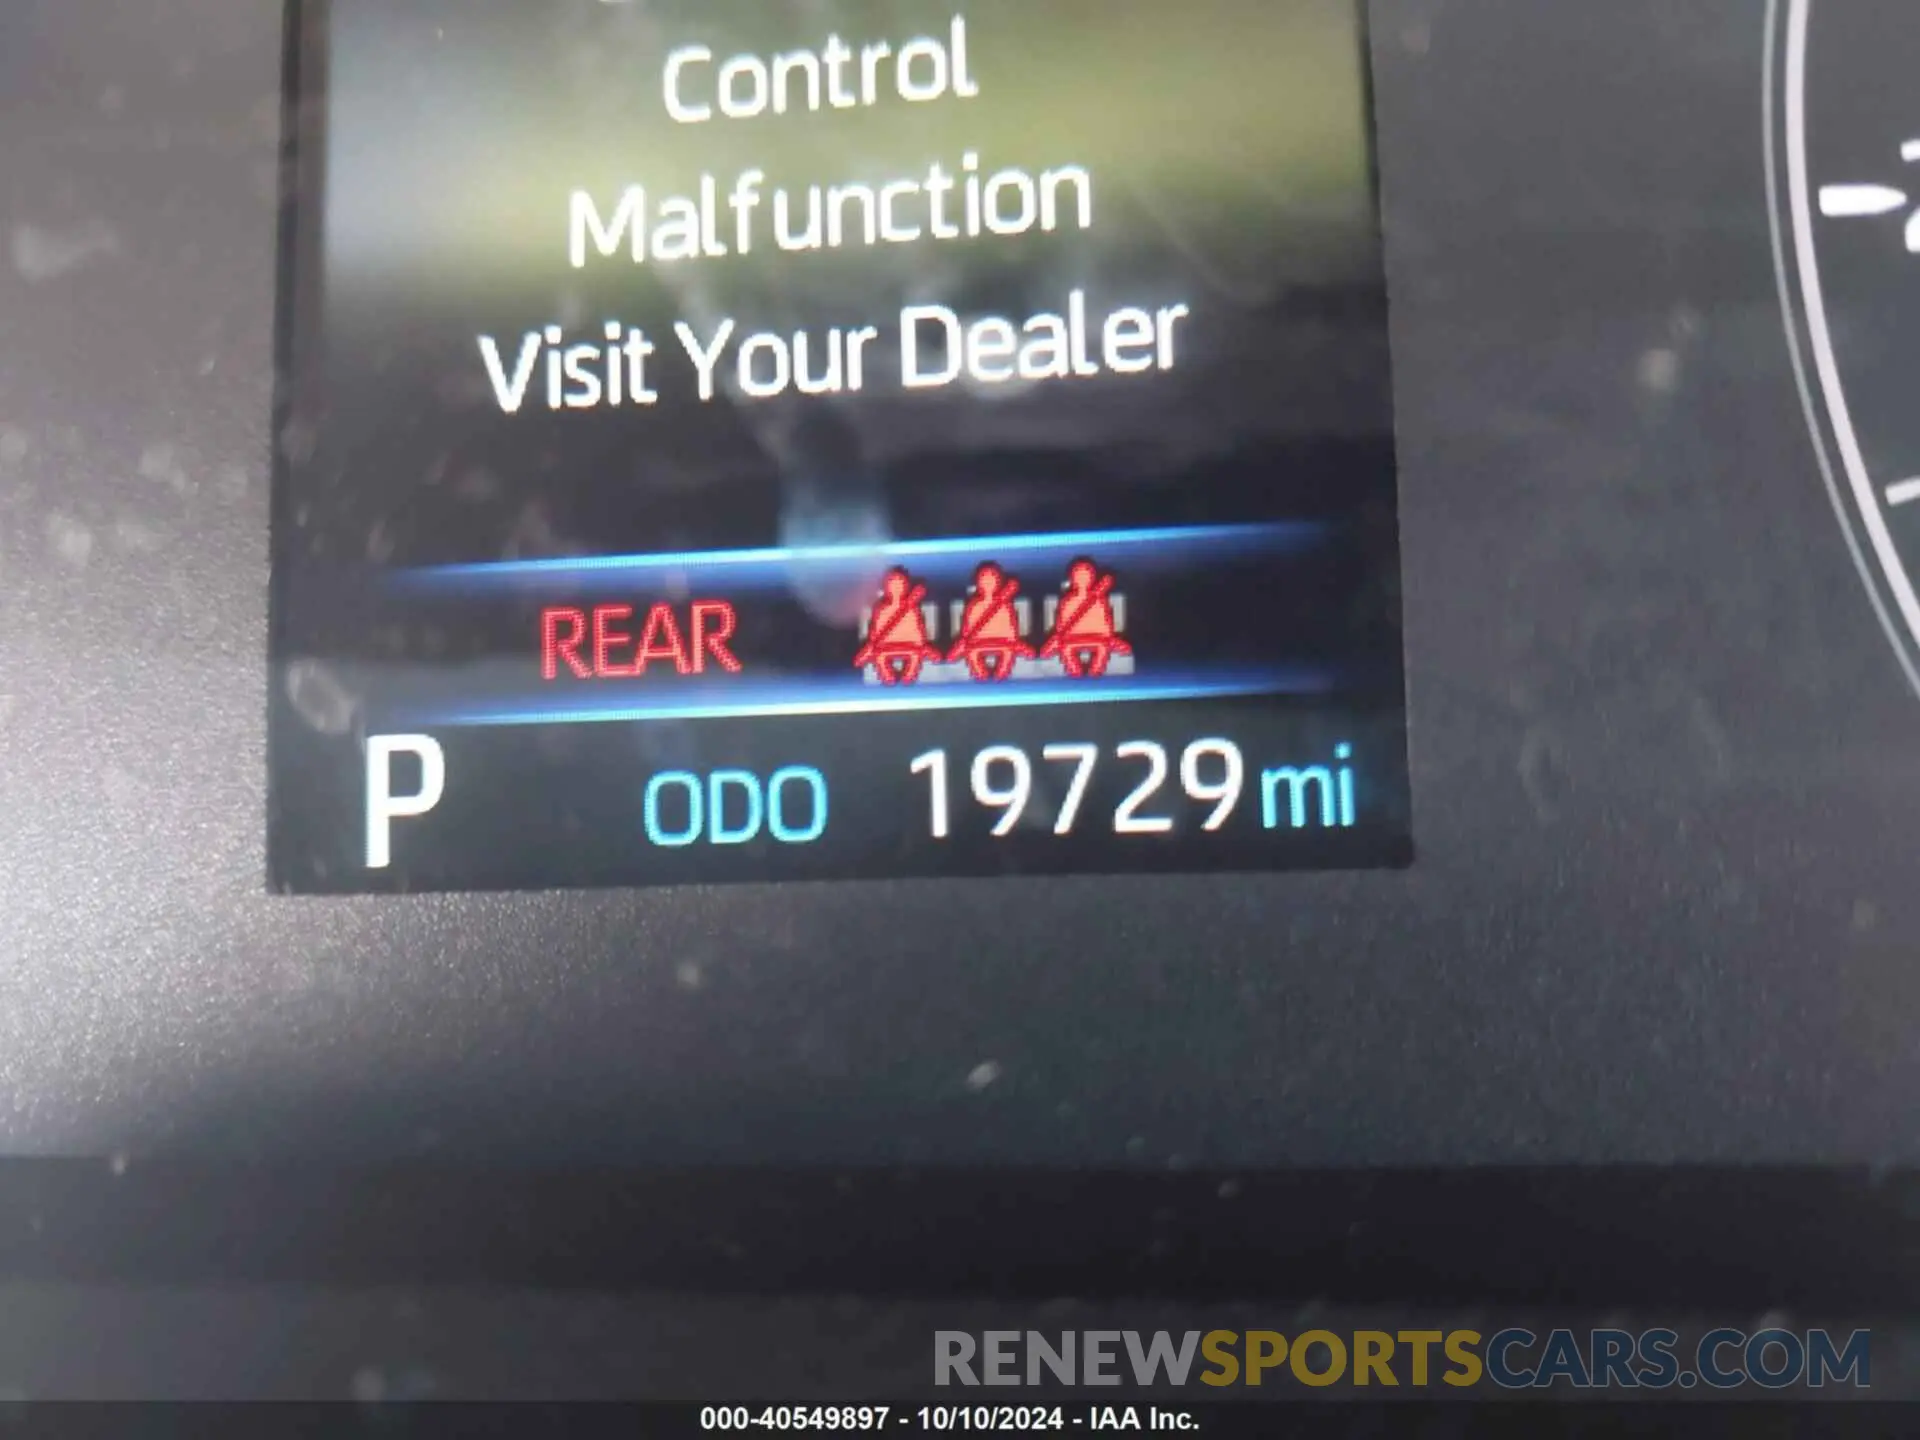 Control
Malfunction
Visit Your Dealer
REAR
P ODO 19729 mi
RENEWSPORTSCARS.COM
000-40549897 - 10/10/2024 - IAA Inc.